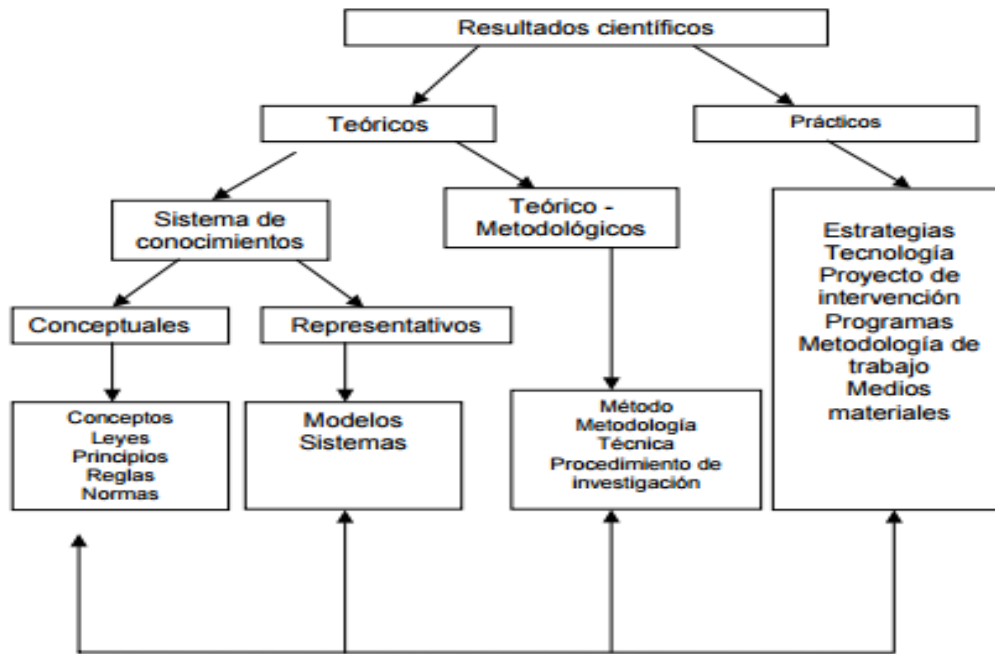 Resultados científicos
Teóricos
Prácticos
Sistema de
conocimientos
Teórico -
Metodológicos
Estrategias
Tecnología
Proyecto de
intervención
Programas
Metodología de
trabajo
Medios
materiales
Conceptuales
Representativos
Conceptos
Leyes
Principios
Reglas
Normas
Modelos
Sistemas
Método
Metodología
Técnica
Procedimiento de
investigación